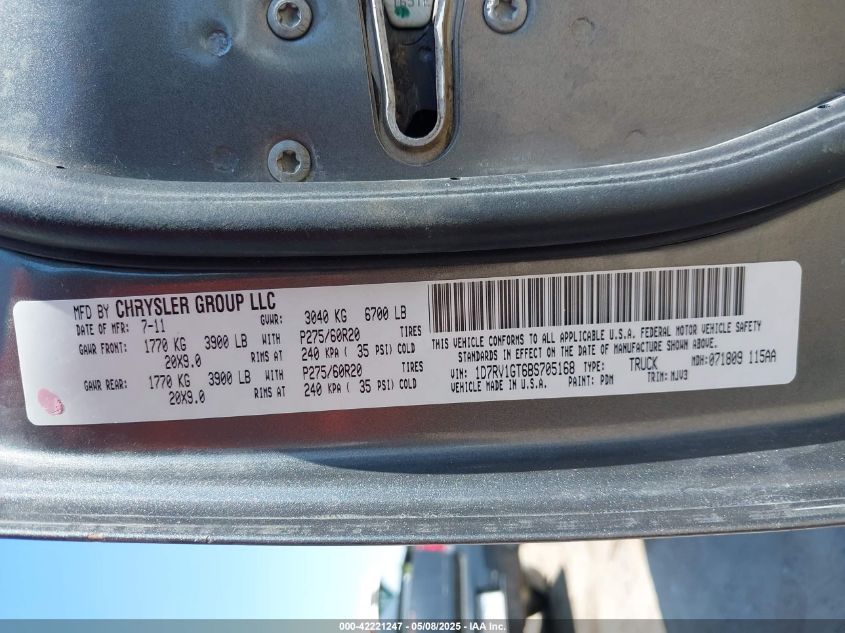 MFD BY CHRYSLER GROUP LLC
DATE OF MFR: 7-11 GVWR: 3040 KG 6700 LB
GAWR FRONT: 1770 KG 3900 LB WITH P275/60R20 TIRES
20X9.0 RIMS AT 240 KPA ( 35 PSI) COLD
GAWR REAR: 1770 KG 3900 LB WITH P275/60R20 TIRES
20X9.0 RIMS AT 240 KPA ( 35 PSI) COLD
THIS VEHICLE CONFORMS TO ALL APPLICABLE U.S.A. FEDERAL MOTOR VEHICLE SAFETY
STANDARDS IN EFFECT ON THE DATE OF MANUFACTURE SHOWN ABOVE.
VIN: 1D7RV1GT6BS705168 TYPE: TRUCK MDH: 071809 115AA
VEHICLE MADE IN U.S.A. PAINT: PDM TRIM: MJV3
000-42221247 — 05/08/2025 — IAA Inc.